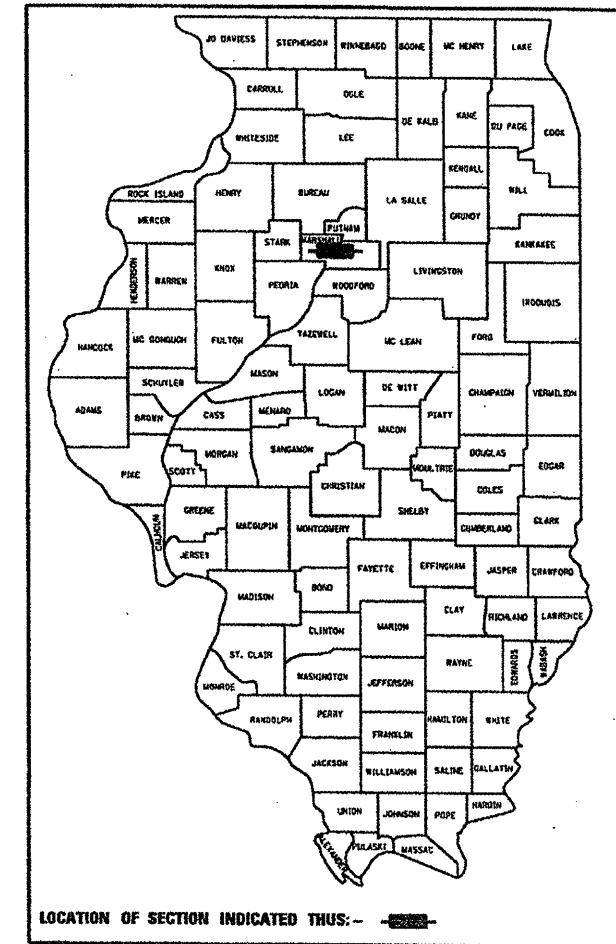 JO DAVIESS STEPHENSON WINNEBAGO BOONE MC HENRY LAKE
CARROLL OGLE DE KALB KANE DU PAGE COOK
WHITESIDE LEE
KENDALL WILL
ROCK ISLAND HENRY BUREAU LA SALLE GRUNDY
MERCER PUTNAM KANKAKEE
STARK MARSHALL
HENDERSON WARREN KNOX PEORIA WOODFORD LIVINGSTON IROQUOIS
HANCOCK MC DONOUGH FULTON TAZEWELL MC LEAN FORD
SCHUYLER MASON
ADAMS BROWN CASS MENARD LOGAN DE WITT PIATT CHAMPAIGN VERMILION
MACON
PIKE SCOTT MORGAN SANGAMON MOULTRIE DOUGLAS EDGAR
CHRISTIAN COLES
CALHOUN GREENE MACOUPIN MONTGOMERY SHELBY CUMBERLAND CLARK
JERSEY
MADISON BOND FAYETTE EFFINGHAM JASPER CRAWFORD
CLINTON MARION CLAY RICHLAND LAWRENCE
ST. CLAIR WASHINGTON JEFFERSON WAYNE EDWARDS WABASH
MONROE
RANDOLPH PERRY FRANKLIN HAMILTON WHITE
JACKSON WILLIAMSON SALINE GALLATIN
UNION JOHNSON POPE HARDIN
ALEXANDER PULASKI MASSAC
LOCATION OF SECTION INDICATED THUS:-